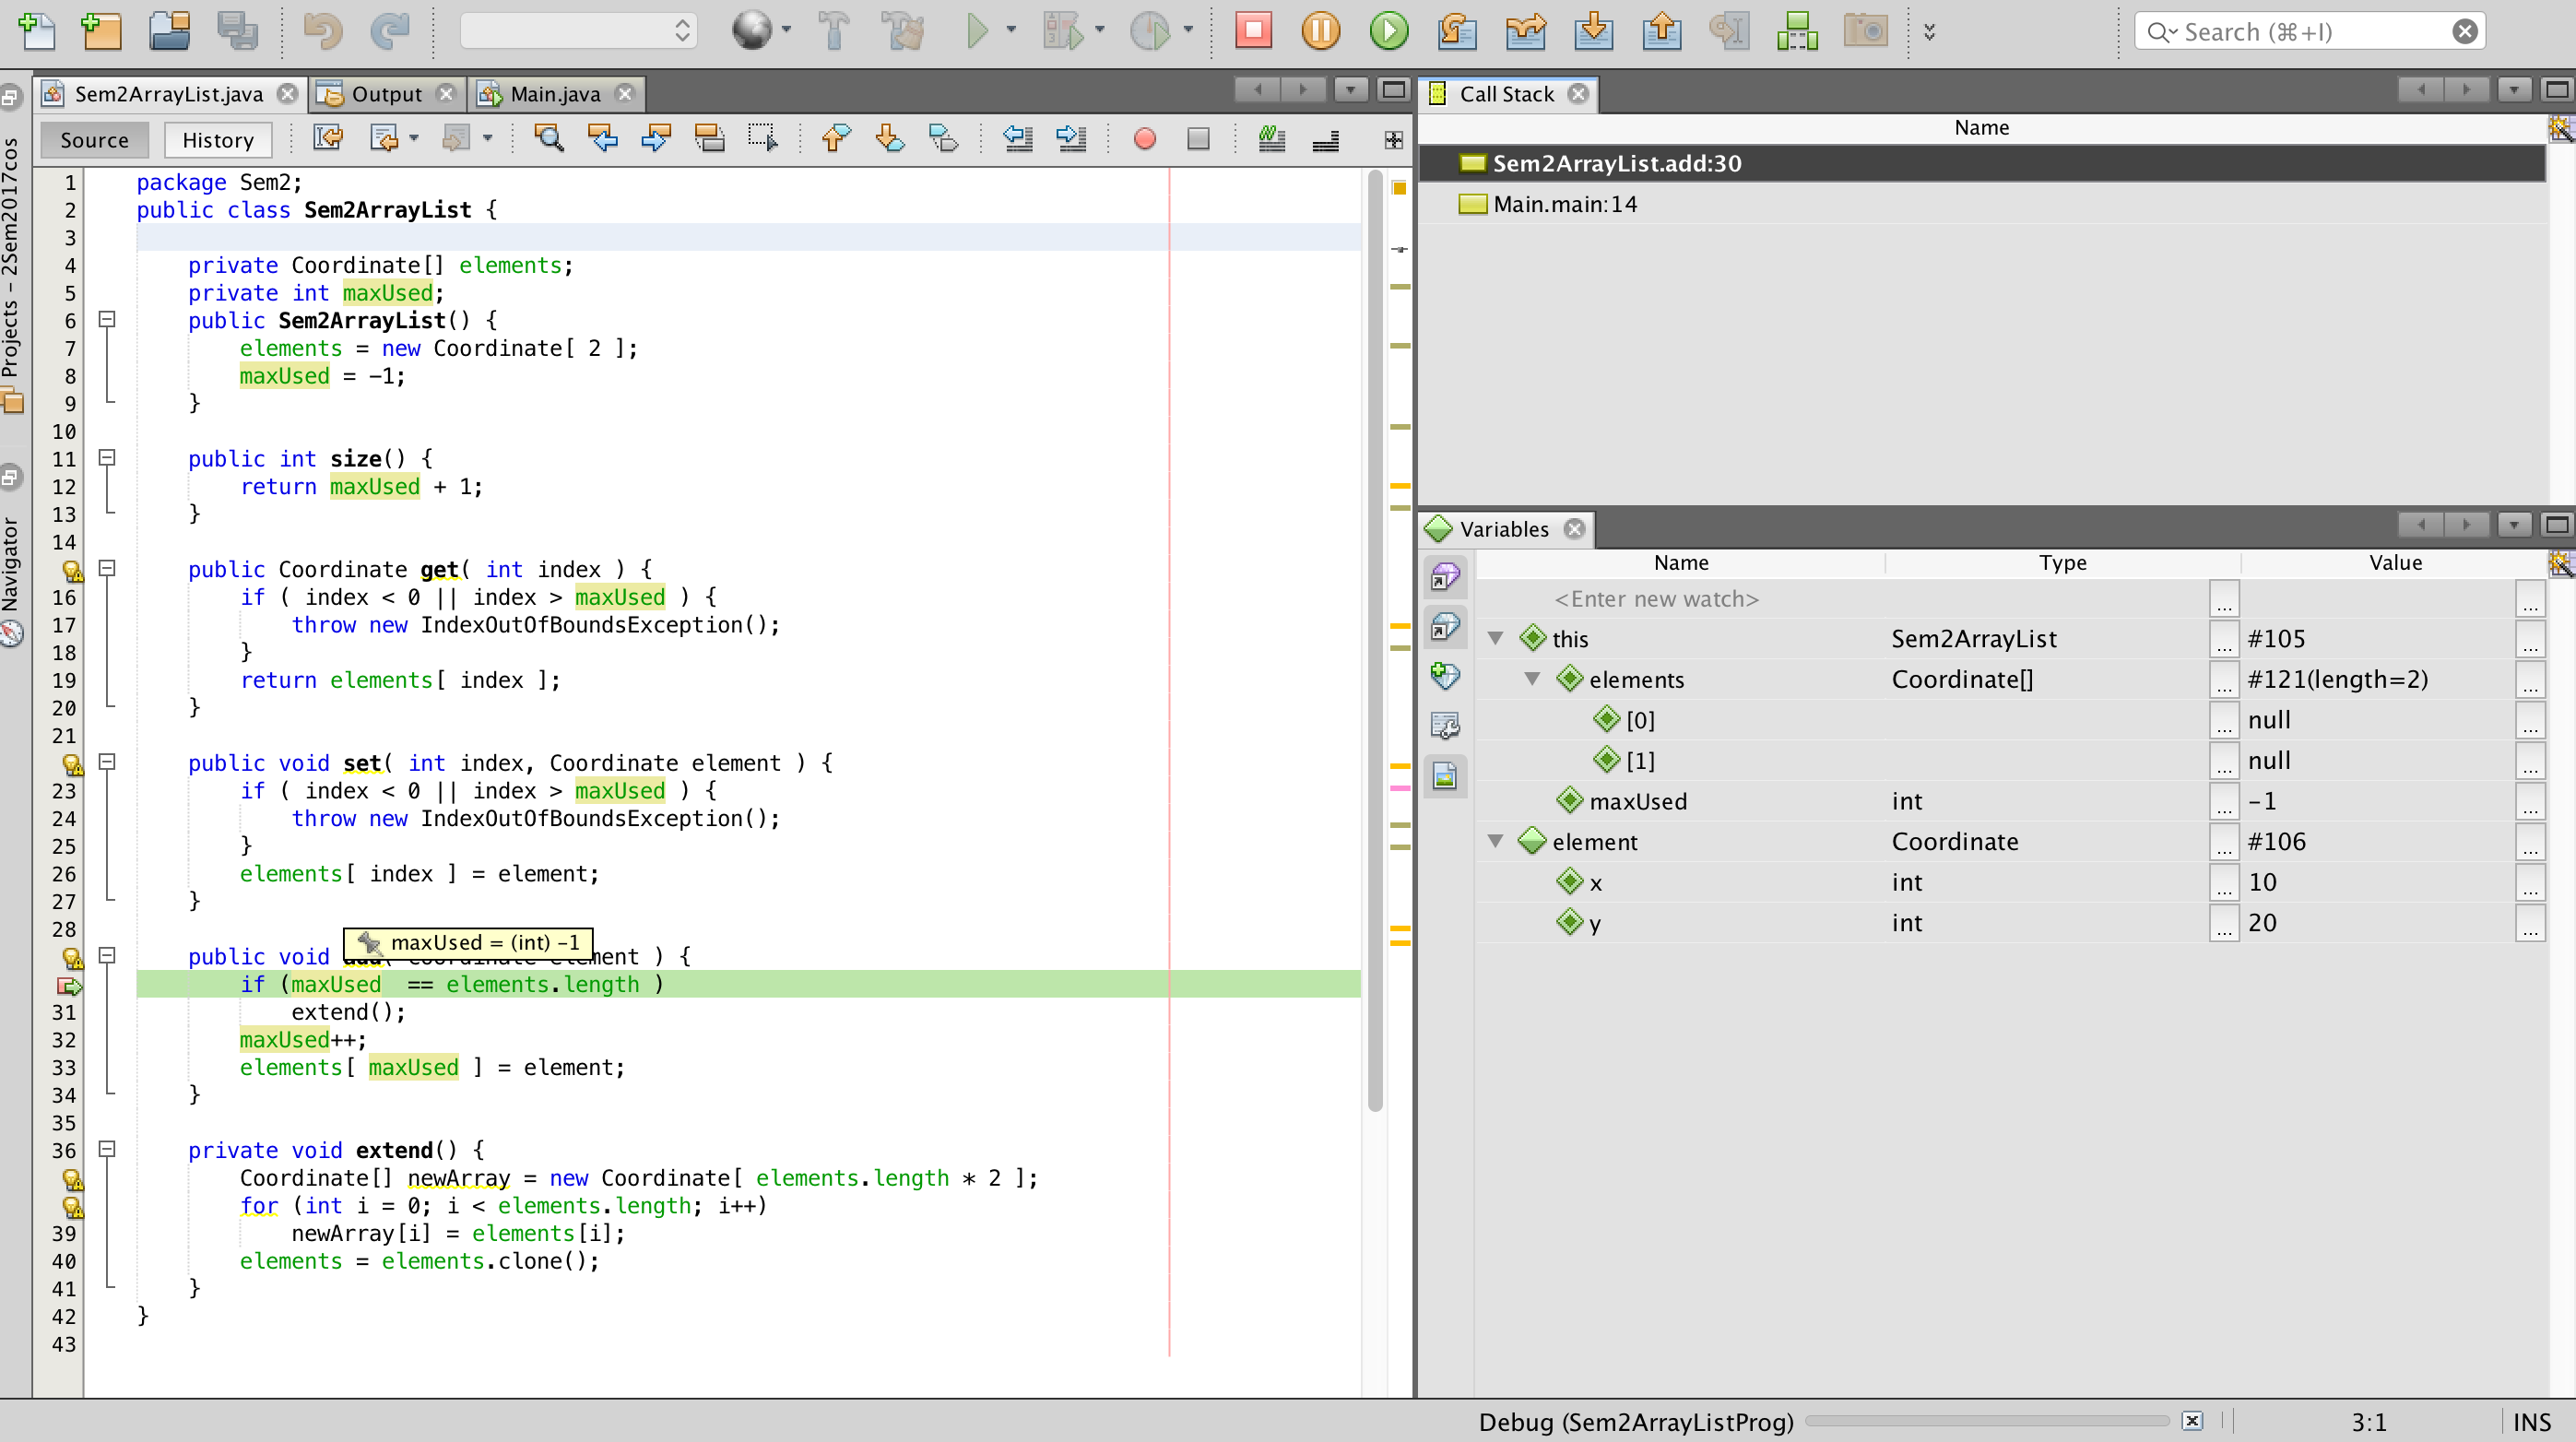 Search (⌘+I)
Sem2ArrayList.java
Output
Main.java
Source
History
Projects – 2Sem2017cos
Navigator
1 package Sem2;
2 public class Sem2ArrayList {
3
4 private Coordinate[] elements;
5 private int maxUsed;
6 public Sem2ArrayList() {
7 elements = new Coordinate[ 2 ];
8 maxUsed = -1;
9 }
10
11 public int size() {
12 return maxUsed + 1;
13 }
14
public Coordinate get( int index ) {
16 if ( index < 0 || index > maxUsed ) {
17 throw new IndexOutOfBoundsException();
18 }
19 return elements[ index ];
20 }
21
public void set( int index, Coordinate element ) {
23 if ( index < 0 || index > maxUsed ) {
24 throw new IndexOutOfBoundsException();
25 }
26 elements[ index ] = element;
27 }
28
maxUsed = (int) -1
public void add( Coordinate element ) {
if (maxUsed  == elements.length )
31 extend();
32 maxUsed++;
33 elements[ maxUsed ] = element;
34 }
35
36 private void extend() {
Coordinate[] newArray = new Coordinate[ elements.length * 2 ];
for (int i = 0; i < elements.length; i++)
39 newArray[i] = elements[i];
40 elements = elements.clone();
41 }
42 }
43
Call Stack
Name
Sem2ArrayList.add:30
Main.main:14
Variables
Name Type Value
<Enter new watch> ... ...
this Sem2ArrayList ... #105 ...
elements Coordinate[] ... #121(length=2) ...
[0] ... null ...
[1] ... null ...
maxUsed int ... -1 ...
element Coordinate ... #106 ...
x int ... 10 ...
y int ... 20 ...
Debug (Sem2ArrayListProg)
3:1
INS